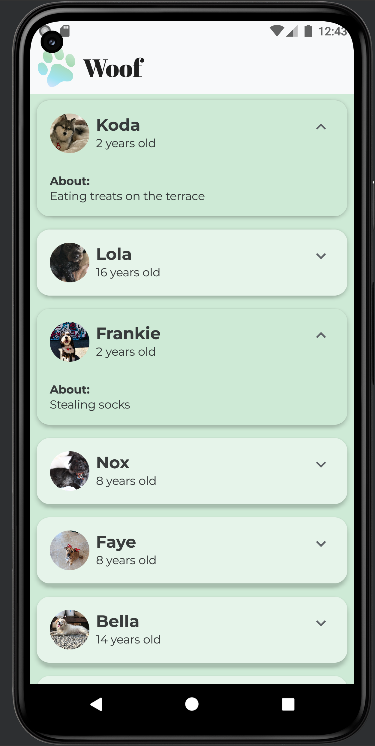 12:43
Woof
Koda
2 years old
About:
Eating treats on the terrace
Lola
16 years old
Frankie
2 years old
About:
Stealing socks
Nox
8 years old
Faye
8 years old
Bella
14 years old